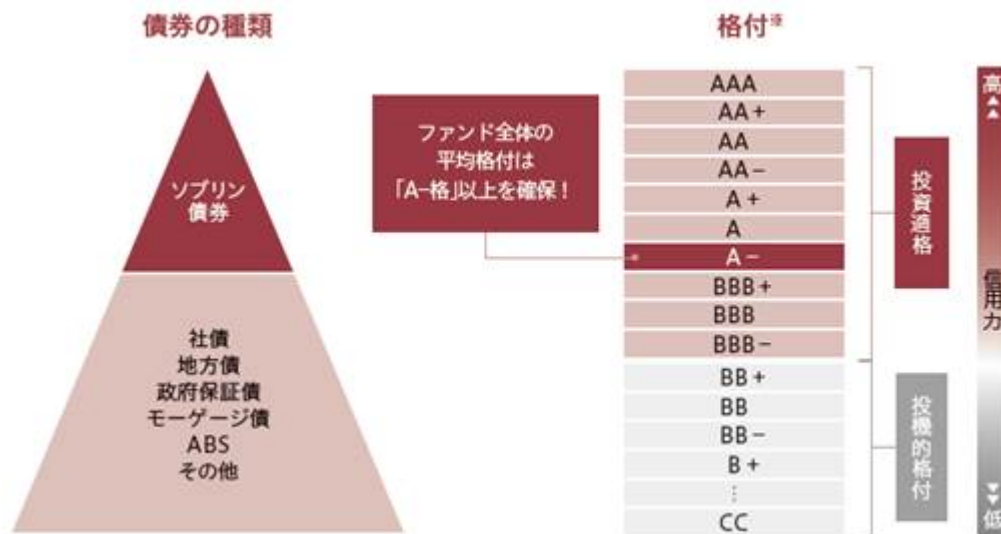 債券の種類
ソブリン
債券
社債
地方債
政府保証債
モーゲージ債
ABS
その他
ファンド全体の
平均格付は
「A−格」以上を確保！
格付※
AAA
AA+
AA
AA−
A+
A
A−
BBB+
BBB
BBB−
BB+
BB
BB−
B+
⋮
CC
投資適格
投機的格付
高
信用力
低